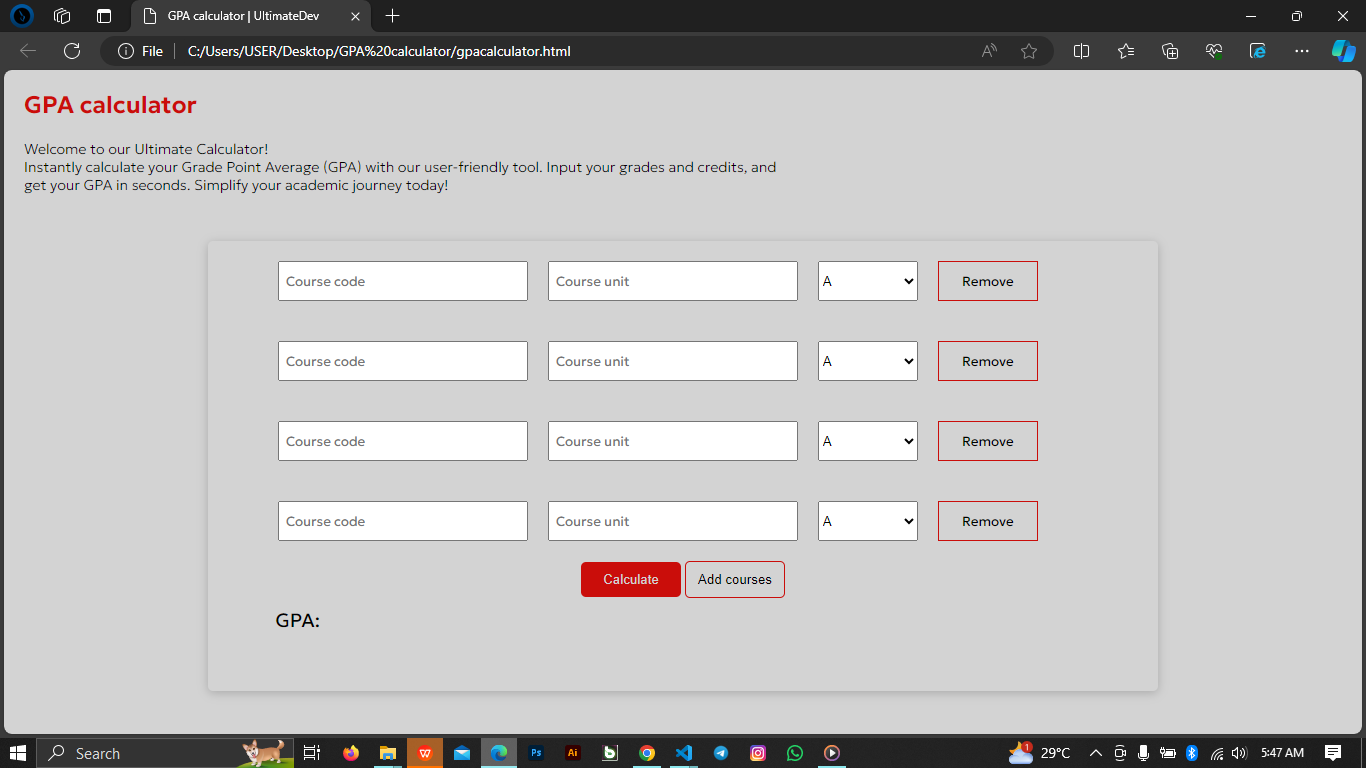 GPA calculator | UltimateDev
File
C:/Users/USER/Desktop/GPA%20calculator/gpacalculator.html
GPA calculator
Welcome to our Ultimate Calculator!
Instantly calculate your Grade Point Average (GPA) with our user-friendly tool. Input your grades and credits, and
get your GPA in seconds. Simplify your academic journey today!
Course code Course unit A Remove
Course code Course unit A Remove
Course code Course unit A Remove
Course code Course unit A Remove
Calculate Add courses
GPA:
Search
W
Ps
Ai
b
1
29°C
5:47 AM